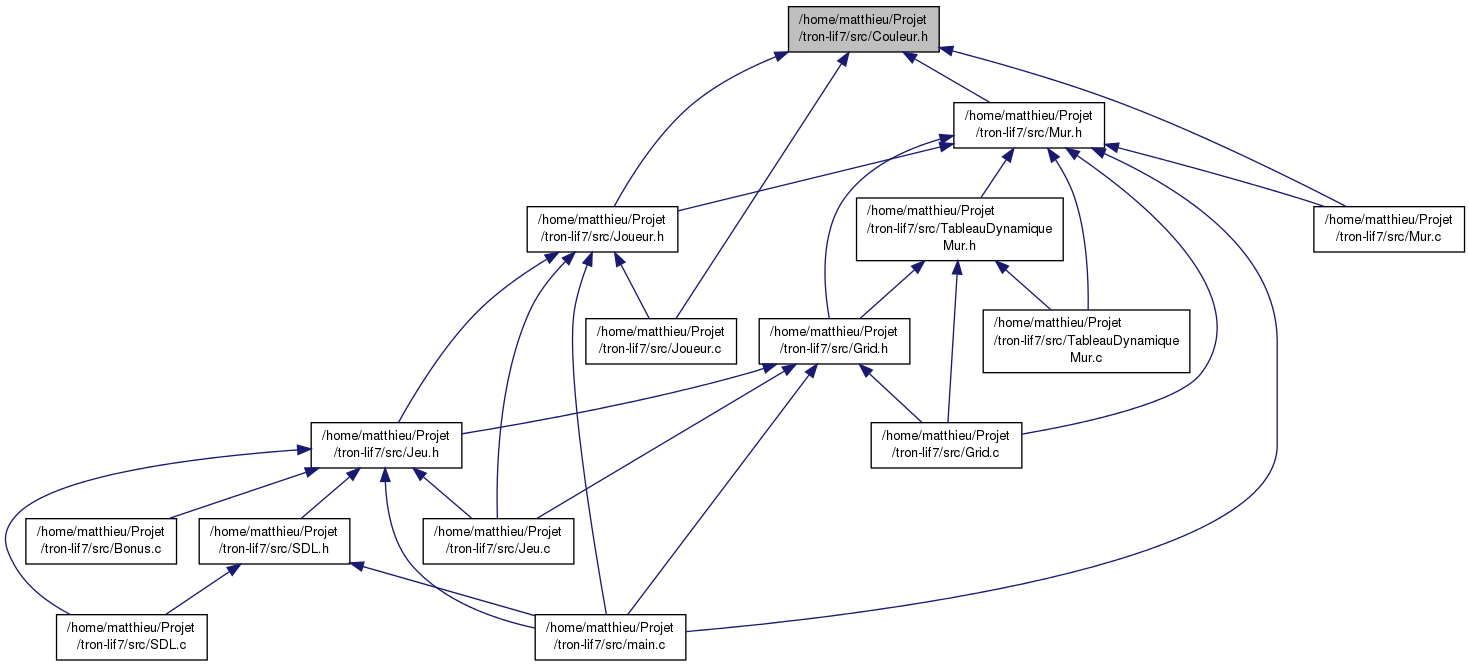 /home/matthieu/Projet
/tron-lif7/src/Couleur.h
/home/matthieu/Projet
/tron-lif7/src/Mur.h
/home/matthieu/Projet
/tron-lif7/src/Joueur.h
/home/matthieu/Projet
/tron-lif7/src/TableauDynamique
Mur.h
/home/matthieu/Projet
/tron-lif7/src/Mur.c
/home/matthieu/Projet
/tron-lif7/src/Joueur.c
/home/matthieu/Projet
/tron-lif7/src/Grid.h
/home/matthieu/Projet
/tron-lif7/src/TableauDynamique
Mur.c
/home/matthieu/Projet
/tron-lif7/src/Jeu.h
/home/matthieu/Projet
/tron-lif7/src/Grid.c
/home/matthieu/Projet
/tron-lif7/src/Bonus.c
/home/matthieu/Projet
/tron-lif7/src/SDL.h
/home/matthieu/Projet
/tron-lif7/src/Jeu.c
/home/matthieu/Projet
/tron-lif7/src/SDL.c
/home/matthieu/Projet
/tron-lif7/src/main.c